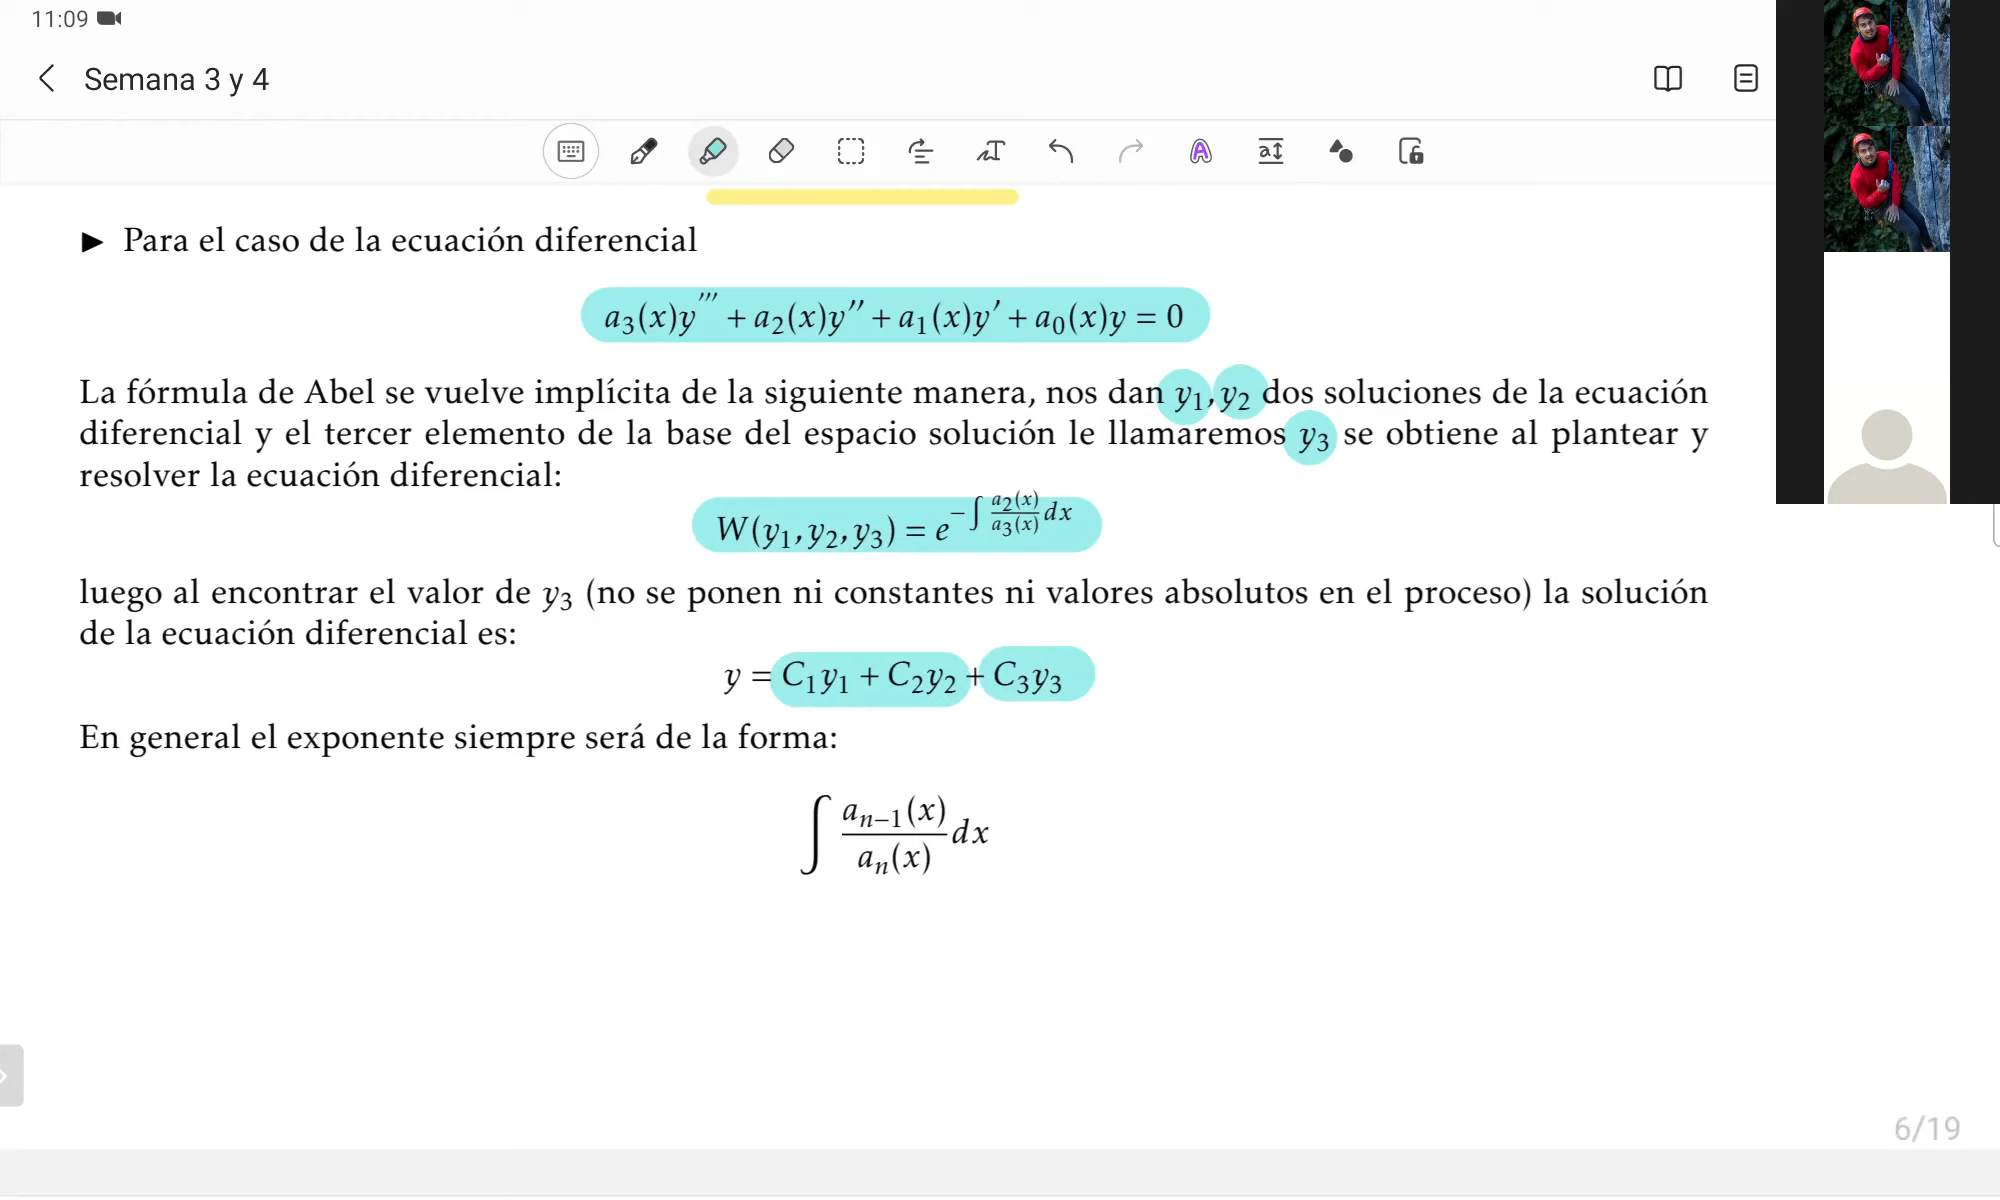 11:09
Semana 3 y 4
► Para el caso de la ecuación diferencial
a₃(x)y′′′ + a₂(x)y′′ + a₁(x)y′ + a₀(x)y = 0
La fórmula de Abel se vuelve implícita de la siguiente manera, nos dan y₁, y₂ dos soluciones de la ecuación
diferencial y el tercer elemento de la base del espacio solución le llamaremos y₃ se obtiene al plantear y
resolver la ecuación diferencial:
W(y₁, y₂, y₃) = e^{−∫ \frac{a₂(x)}{a₃(x)} dx}
luego al encontrar el valor de y₃ (no se ponen ni constantes ni valores absolutos en el proceso) la solución
de la ecuación diferencial es:
y = C₁y₁ + C₂y₂ + C₃y₃
En general el exponente siempre será de la forma:
∫ \frac{aₙ₋₁(x)}{aₙ(x)} dx
6/19